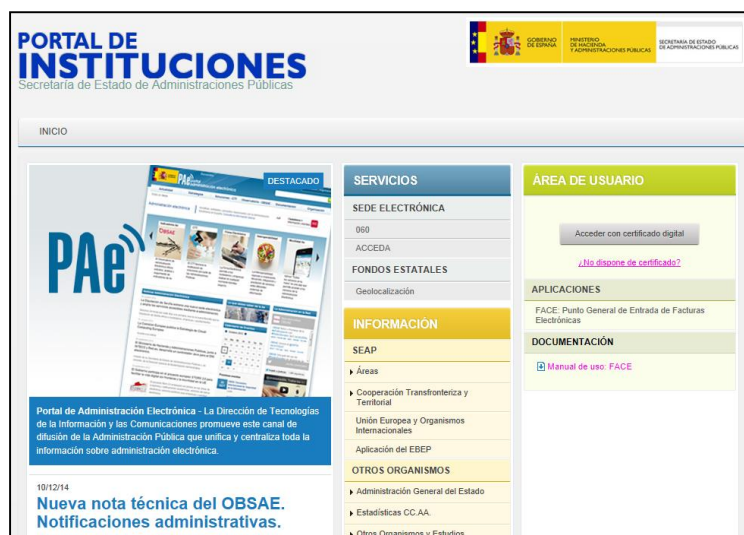 PORTAL DE
INSTITUCIONES
Secretaría de Estado de Administraciones Públicas
GOBIERNO
DE ESPAÑA
MINISTERIO
DE HACIENDA
Y ADMINISTRACIONES PÚBLICAS
SECRETARÍA DE ESTADO
DE ADMINISTRACIONES PÚBLICAS
INICIO
DESTACADO
PAe
Portal de Administración Electrónica - La Dirección de Tecnologías
de la Información y las Comunicaciones promueve este canal de
difusión de la Administración Pública que unifica y centraliza toda la
información sobre administración electrónica.
10/12/14
Nueva nota técnica del OBSAE.
Notificaciones administrativas.
SERVICIOS
SEDE ELECTRÓNICA
060
ACCEDA
FONDOS ESTATALES
Geolocalización
INFORMACIÓN
SEAP
Áreas
Cooperación Transfronteriza y
Territorial
Unión Europea y Organismos
Internacionales
Aplicación del EBEP
OTROS ORGANISMOS
Administración General del Estado
Estadísticas CC.AA.
Otros Organismos y Estudios
ÁREA DE USUARIO
Acceder con certificado digital
¿No dispone de certificado?
APLICACIONES
FACE: Punto General de Entrada de Facturas
Electrónicas
DOCUMENTACIÓN
Manual de uso: FACE